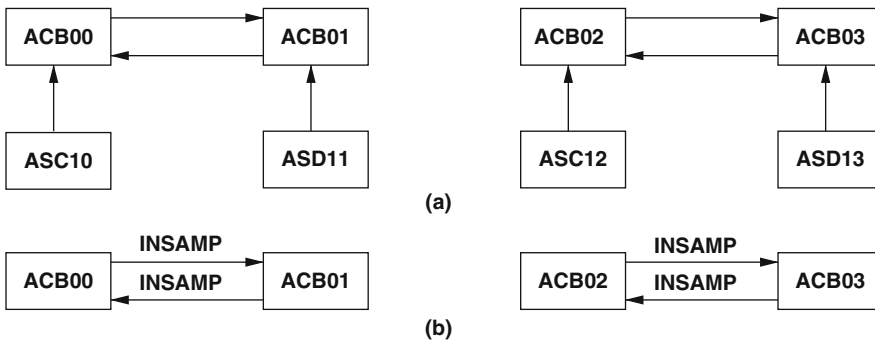 ACB00 ACB01 ACB02 ACB03
ASC10 ASD11 ASC12 ASD13
(a)
INSAMP INSAMP
ACB00 INSAMP ACB01 ACB02 INSAMP ACB03
(b)